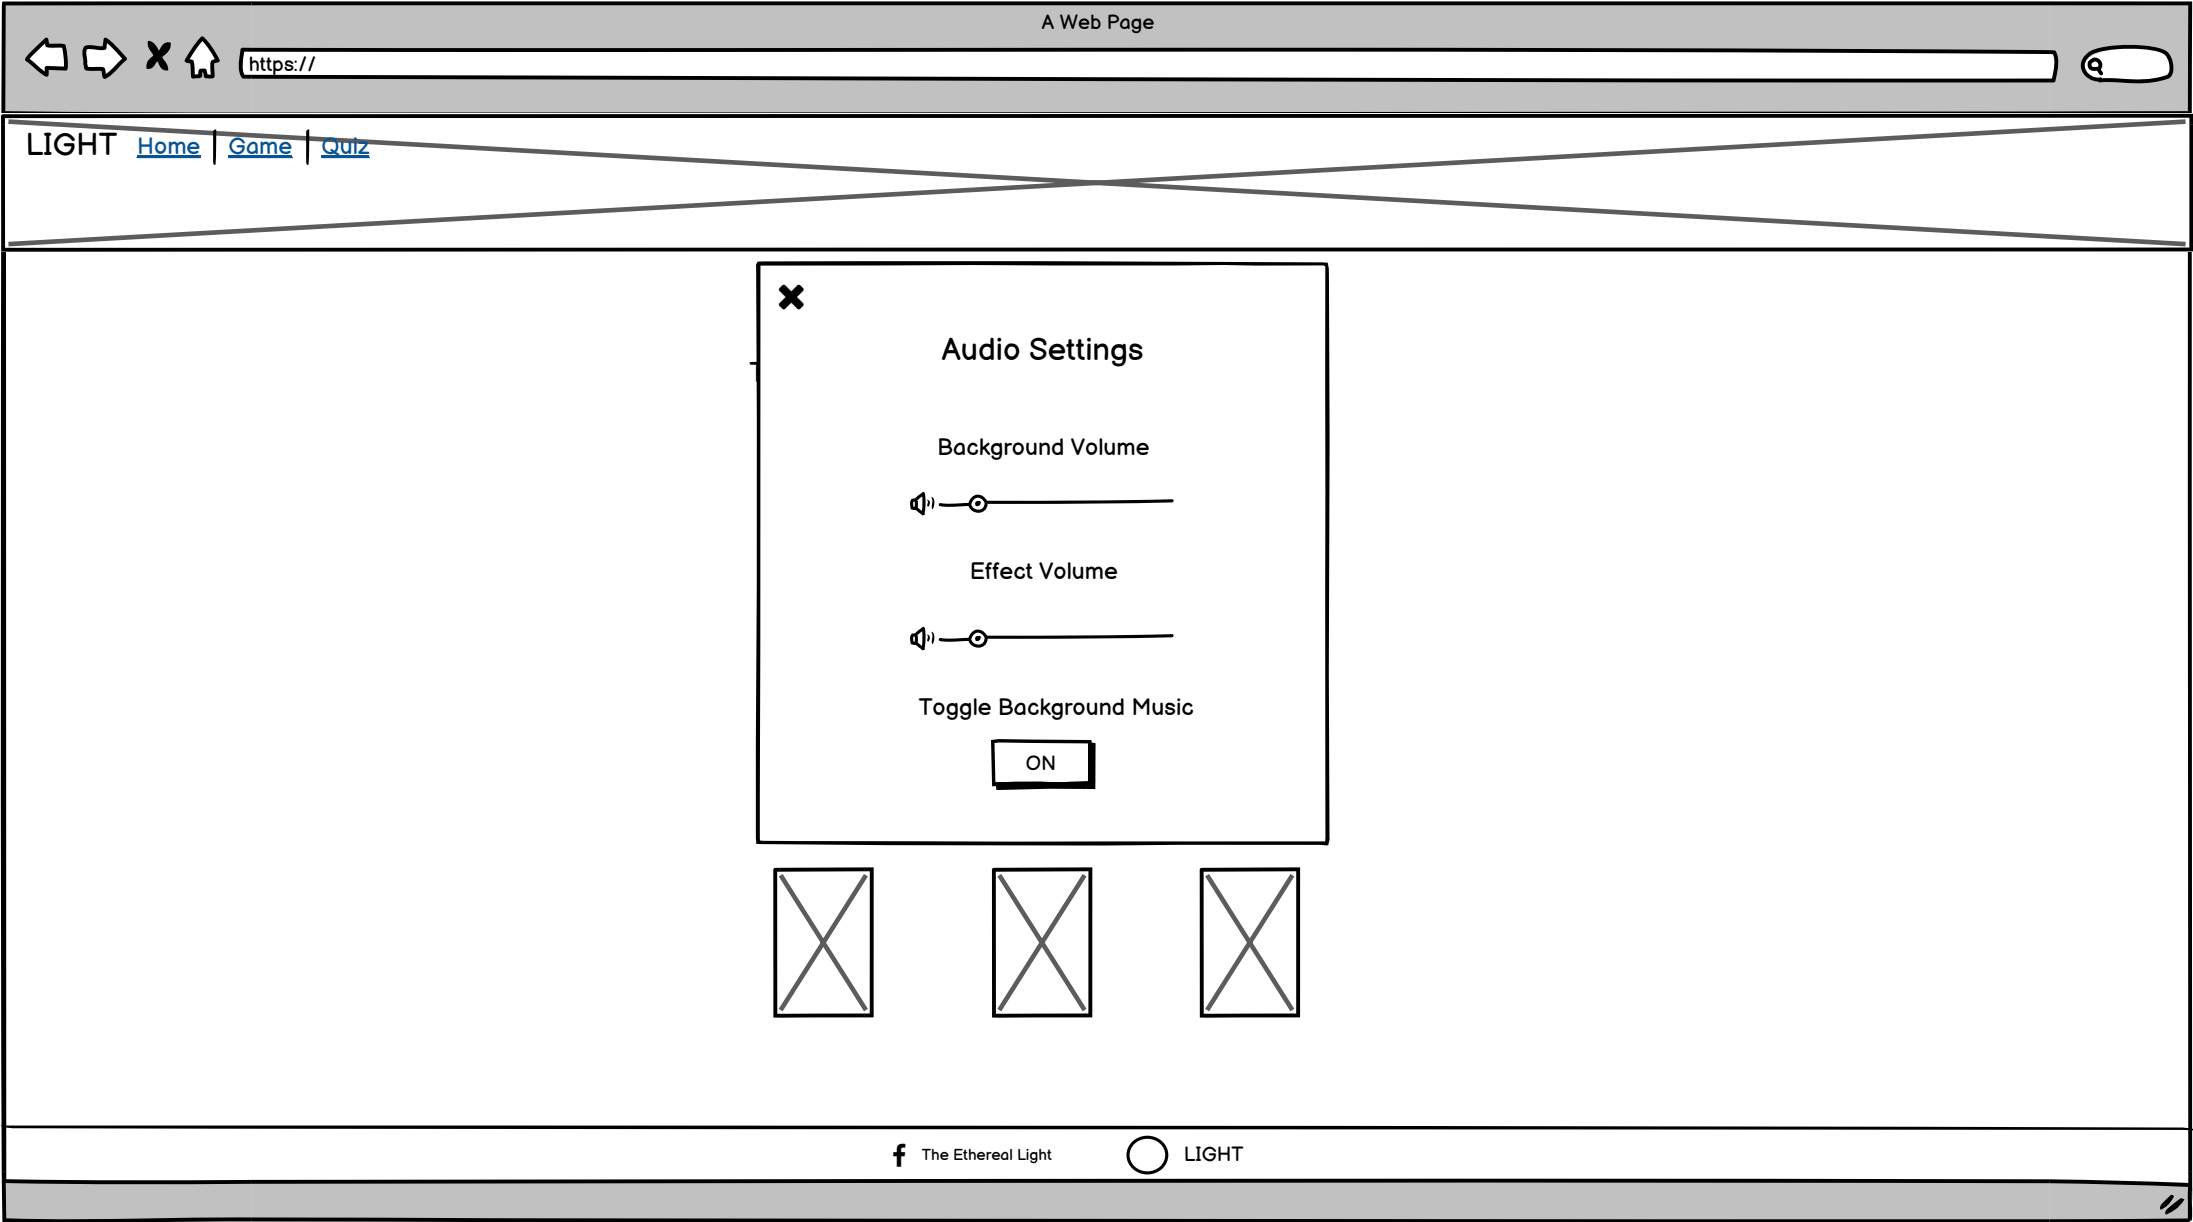 A Web Page
https://
LIGHT Home | Game | Quiz
Audio Settings
Background Volume
Effect Volume
Toggle Background Music
ON
The Ethereal Light
LIGHT